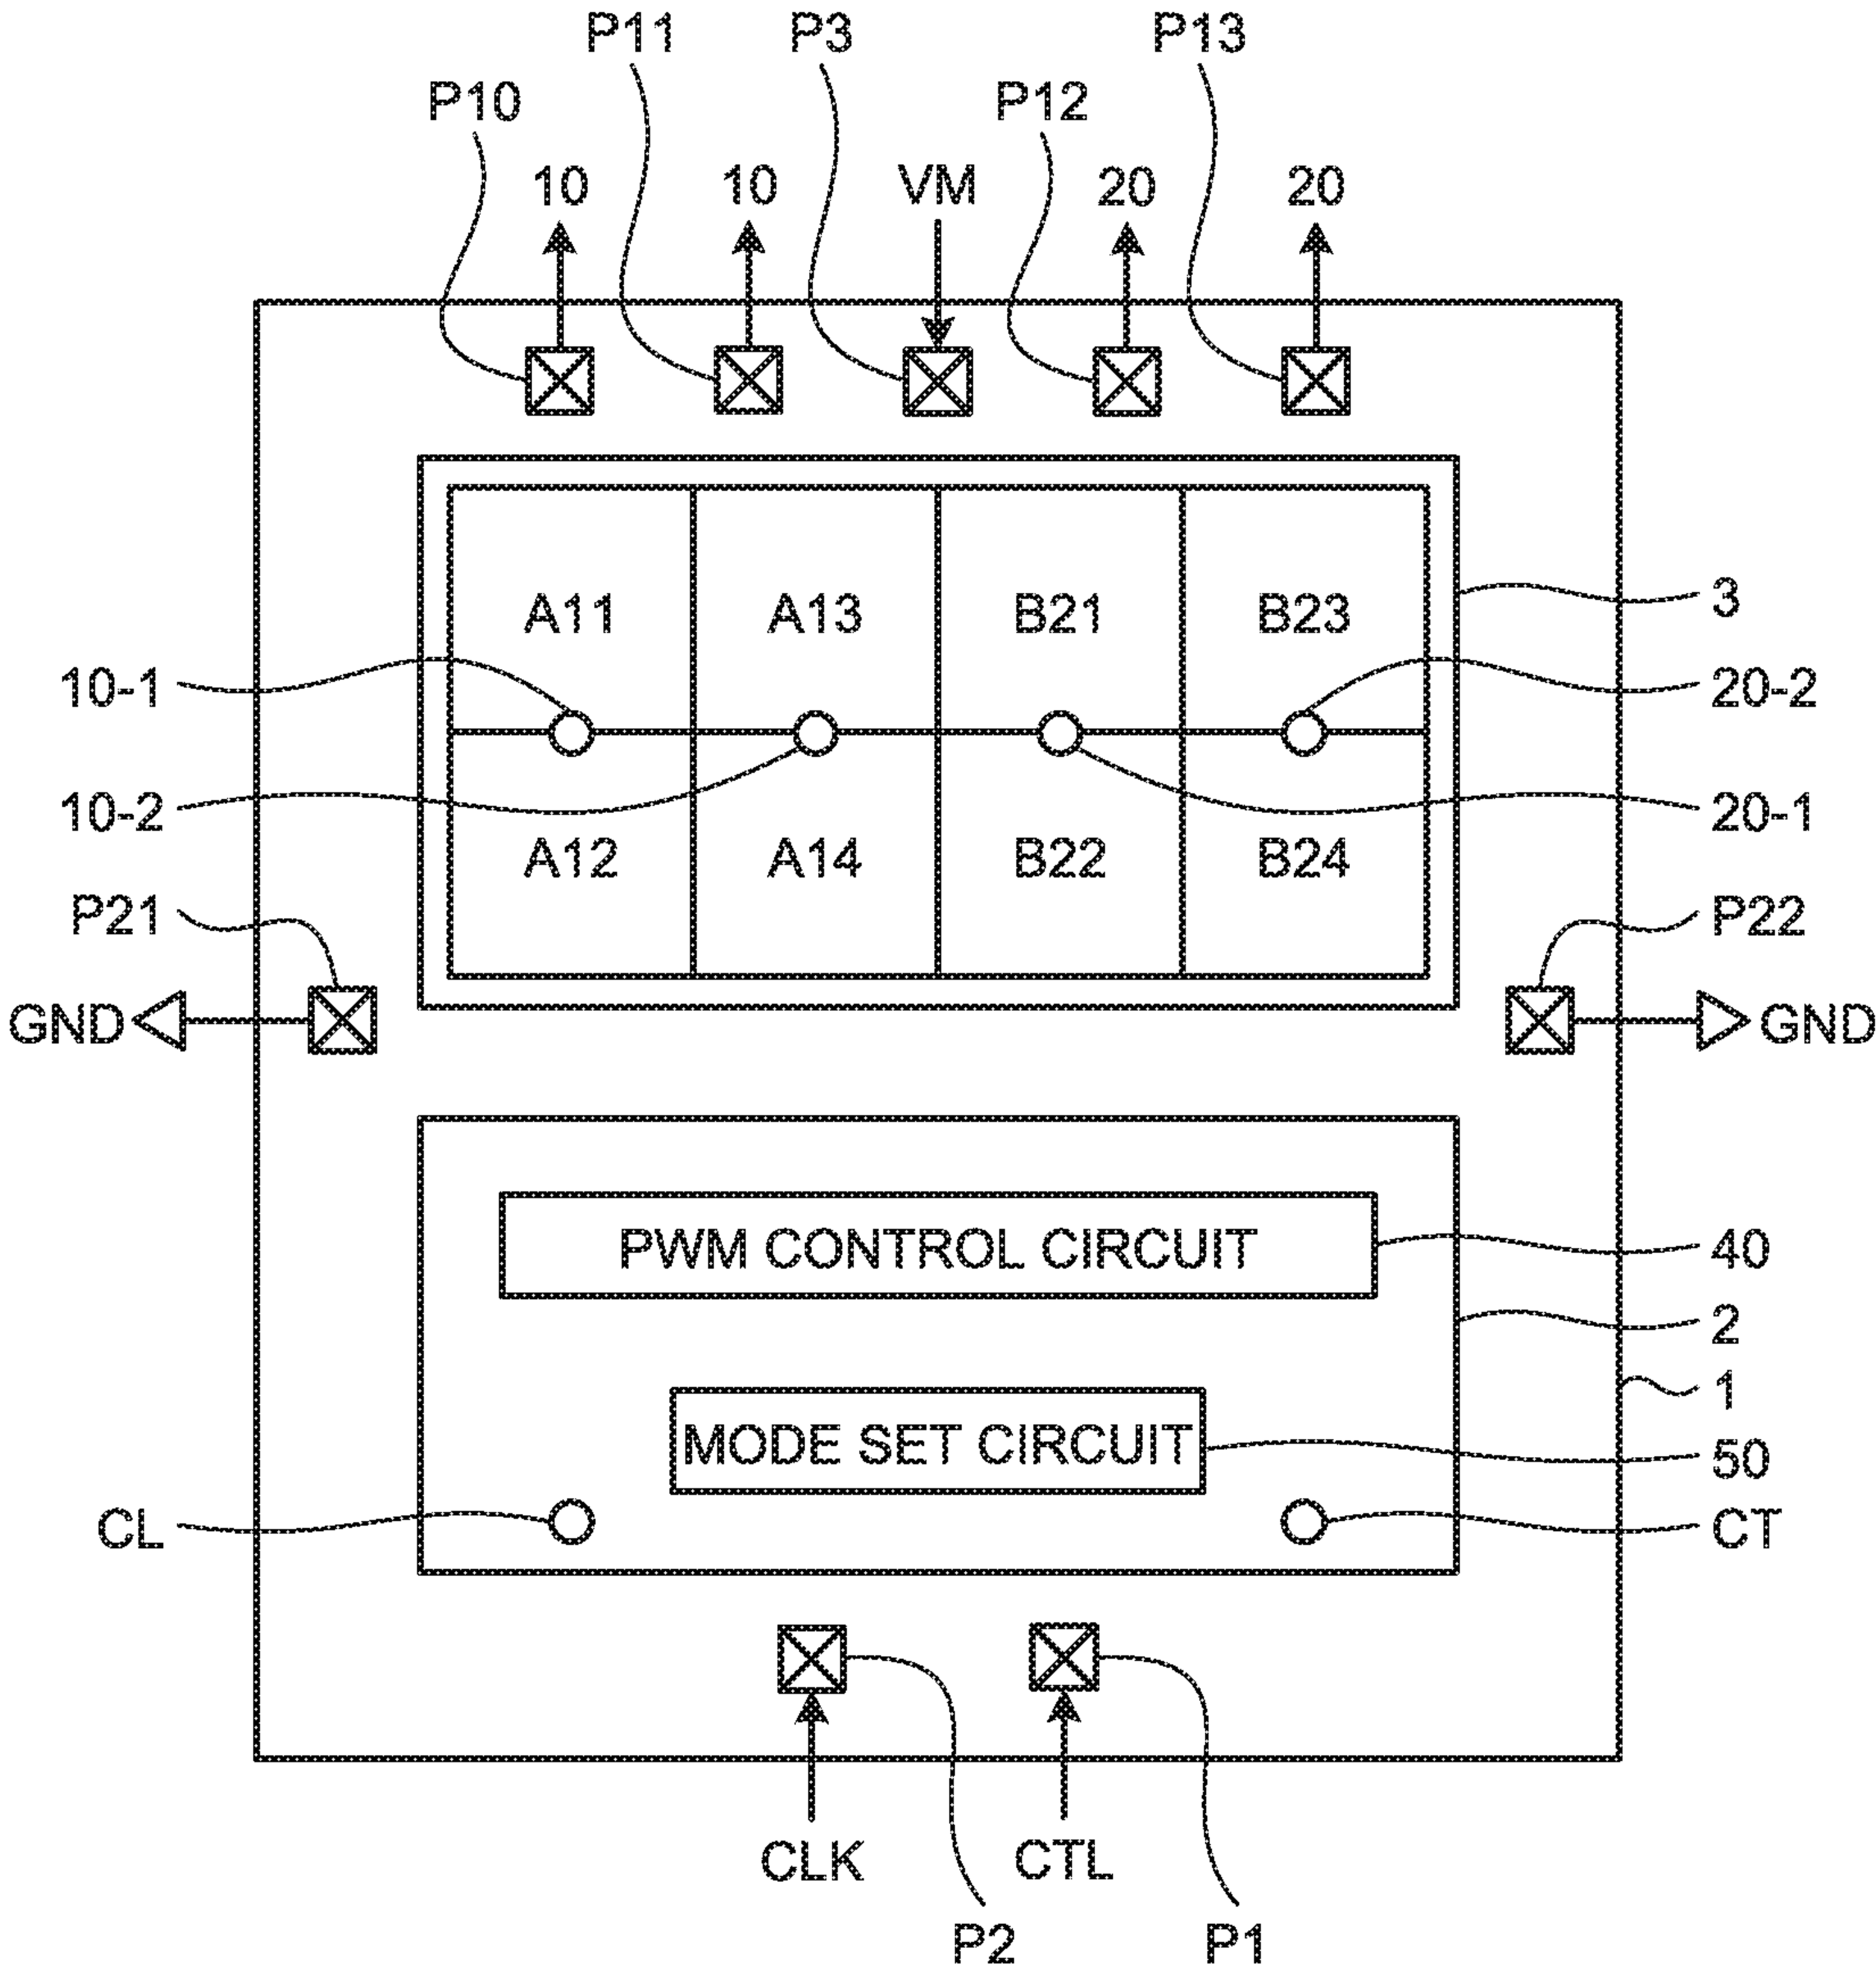 P11 P3 P13
P10 P12
10 10 VM 20 20
A11 A13 B21 B23 3
10-1 20-2
10-2 20-1
A12 A14 B22 B24
P21 P22
GND GND
PWM CONTROL CIRCUIT 40
2
1
MODE SET CIRCUIT 50
CL CT
CLK CTL
P2 P1